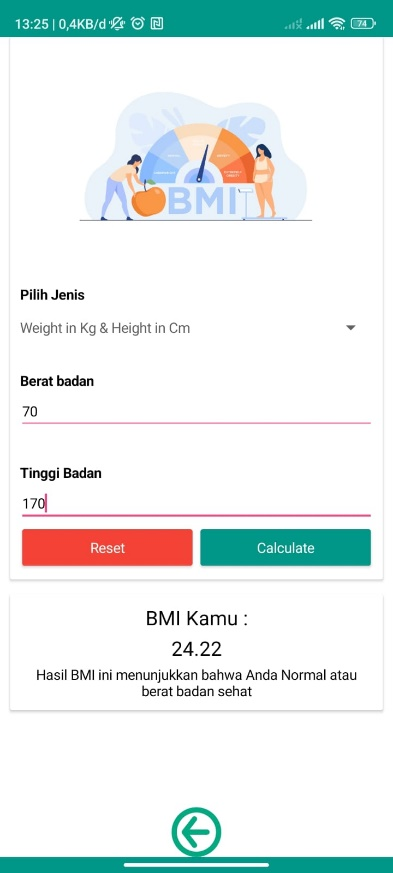 13:25 | 0,4KB/d
74
BMI
Pilih Jenis
Weight in Kg & Height in Cm
Berat badan
70
Tinggi Badan
170
Reset Calculate
BMI Kamu :
24.22
Hasil BMI ini menunjukkan bahwa Anda Normal atau
berat badan sehat